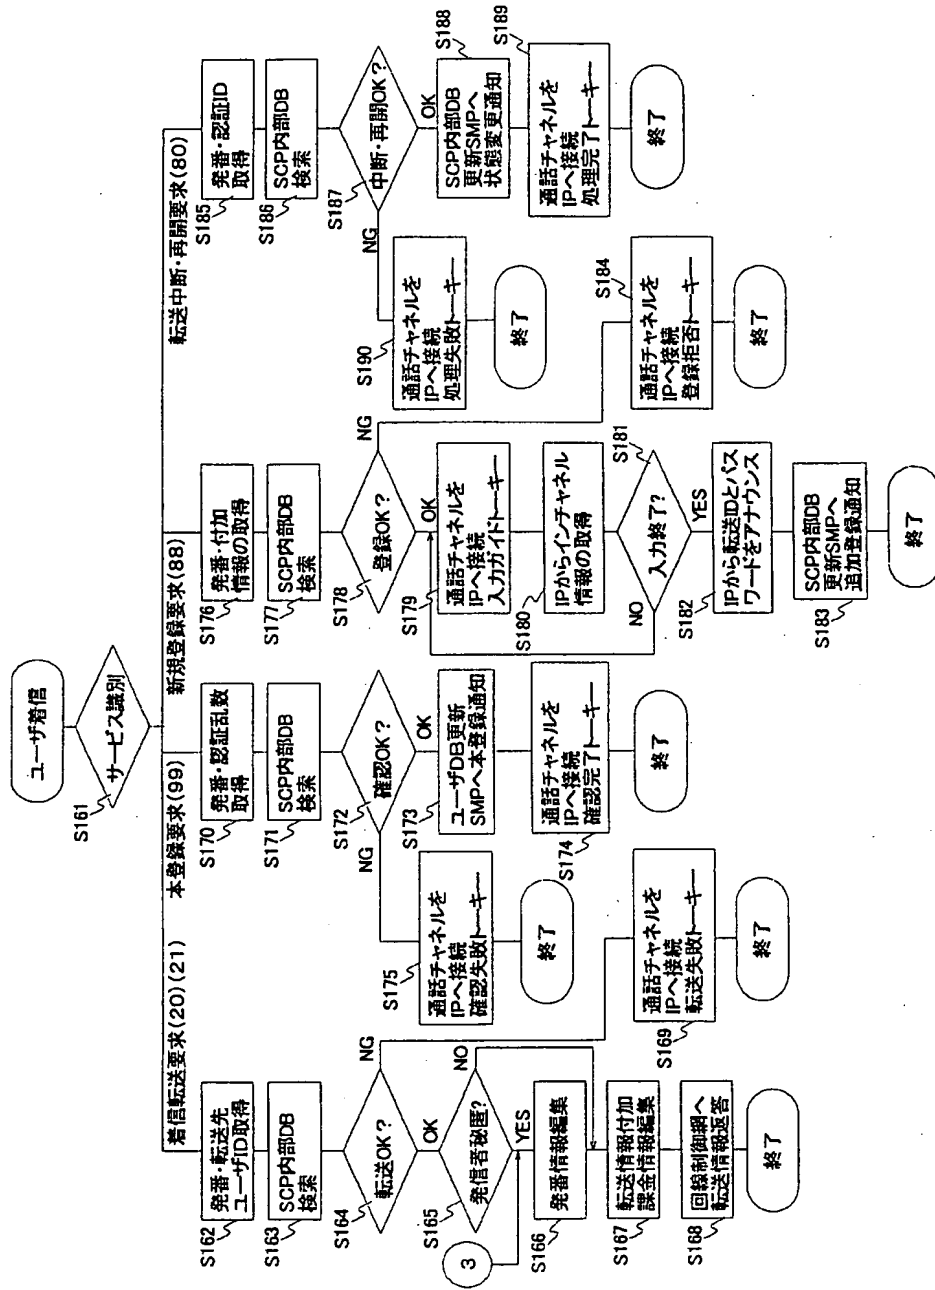 ユーザ着信
サービス識別
S161
着信転送要求(20)(21)
発番・転送先
ユーザID取得
S162
SCP内部DB
検索
S163
転送OK?
S164
NG
OK
発信者秘匿?
S165
NO
YES
3
発番情報編集
S166
転送情報付加
課金情報編集
S167
回線制御網へ
転送情報返答
S168
終了
通話チャネルを
IPへ接続
転送失敗トーキー
S169
終了
本登録要求(99)
発番・認証乱数
取得
S170
SCP内部DB
検索
S171
確認OK?
S172
NG
OK
ユーザDB更新
SMPへ本登録通知
S173
通話チャネルを
IPへ接続
確認完了トーキー
S174
終了
通話チャネルを
IPへ接続
確認失敗トーキー
S175
終了
新規登録要求(88)
発番・付加
情報の取得
S176
SCP内部DB
検索
S177
登録OK?
S178
NG
OK
通話チャネルを
IPへ接続
入力ガイドトーキー
S179
IPからインチャネル
情報の取得
S180
入力終了?
S181
NO
YES
IPから転送IDとパス
ワードをアナウンス
S182
SCP内部DB
更新SMPへ
追加登録通知
S183
終了
通話チャネルを
IPへ接続
登録拒否トーキー
S184
終了
転送中断・再開要求(80)
発番・認証ID
取得
S185
SCP内部DB
検索
S186
中断・再開OK?
S187
NG
OK
SCP内部DB
更新SMPへ
状態変更通知
S188
通話チャネルを
IPへ接続
処理完了トーキー
S189
終了
通話チャネルを
IPへ接続
処理失敗トーキー
S190
終了